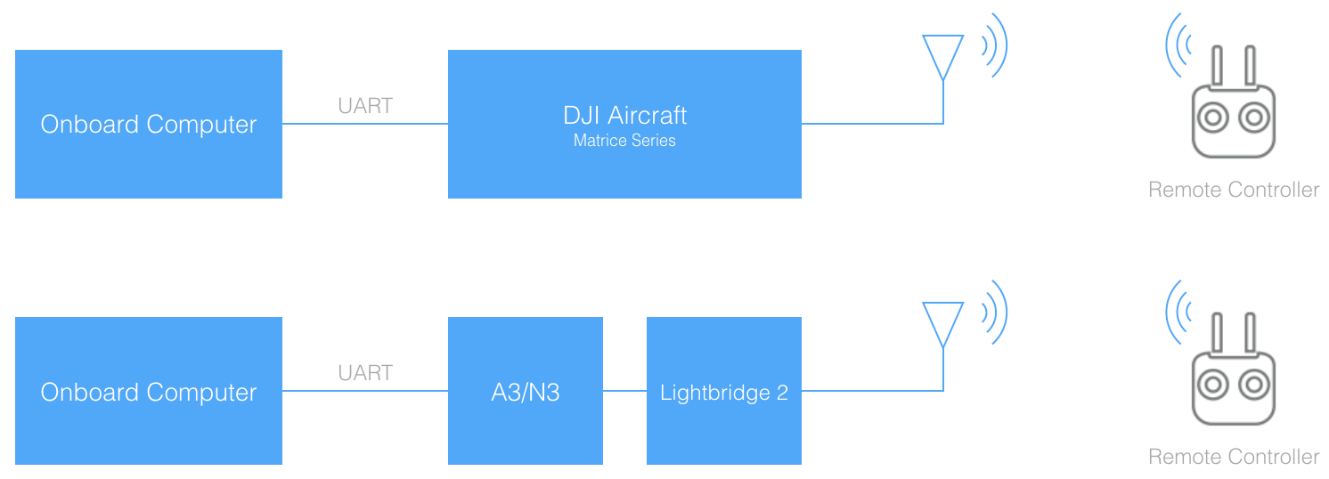 Onboard Computer
UART
DJI Aircraft
Matrice Series
Remote Controller
Onboard Computer
UART
A3/N3
Lightbridge 2
Remote Controller